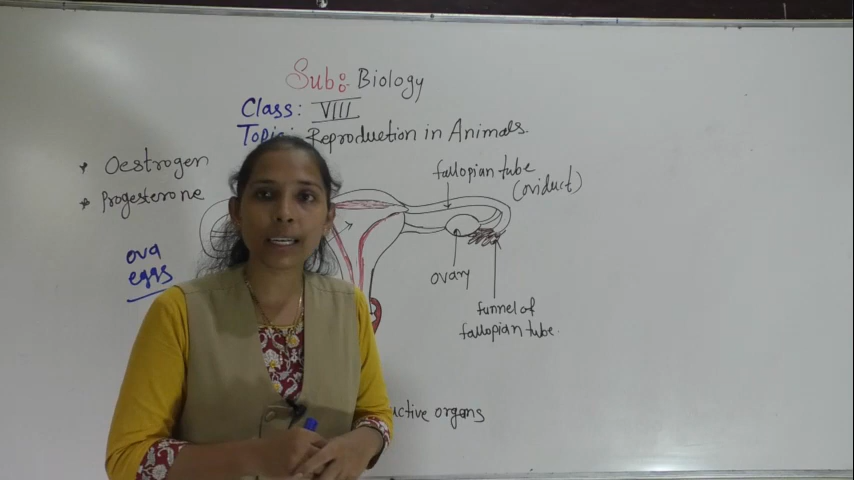 Sub:- Biology
Class: VIII
Topic: Reproduction in Animals.
* Oestrogen
* Progesterone
ova
eggs
fallopian tube
(oviduct)
ovary
funnel of
fallopian tube.
uctive organs